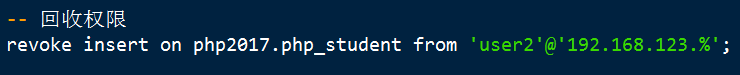 -- 回收权限
revoke insert on php2017.php_student from 'user2'@'192.168.123.%';